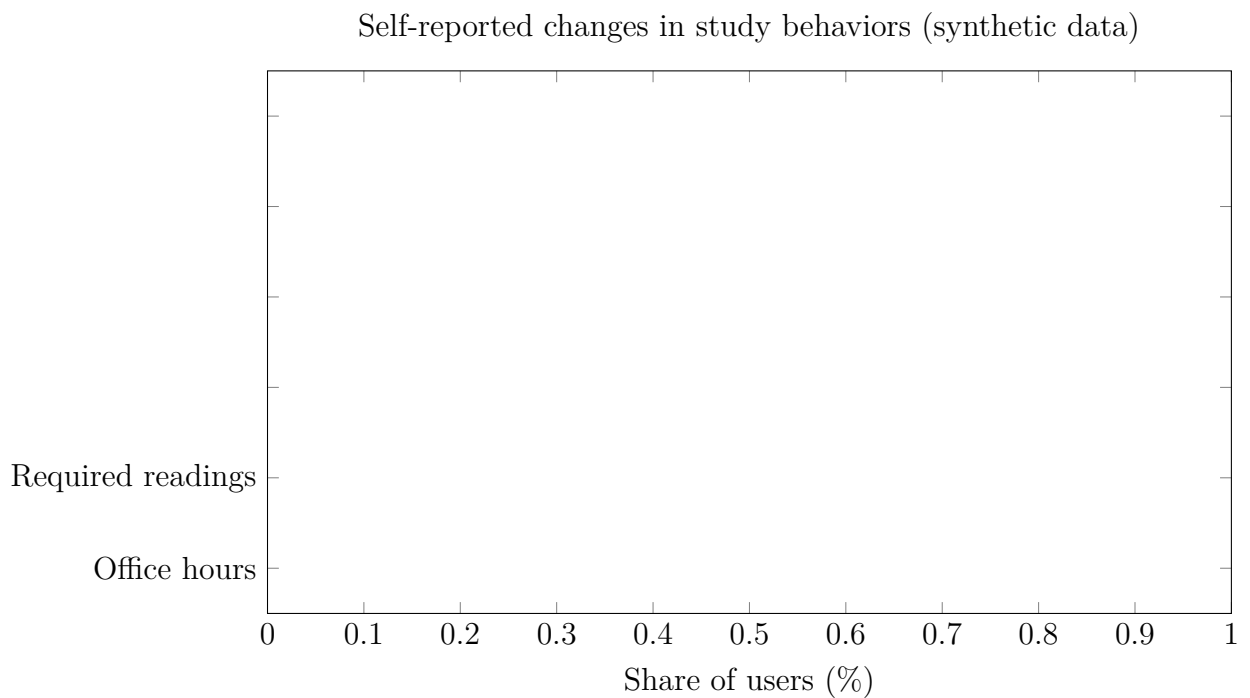 Self-reported changes in study behaviors (synthetic data)
Required readings
Office hours
0 0.1 0.2 0.3 0.4 0.5 0.6 0.7 0.8 0.9 1
Share of users (%)